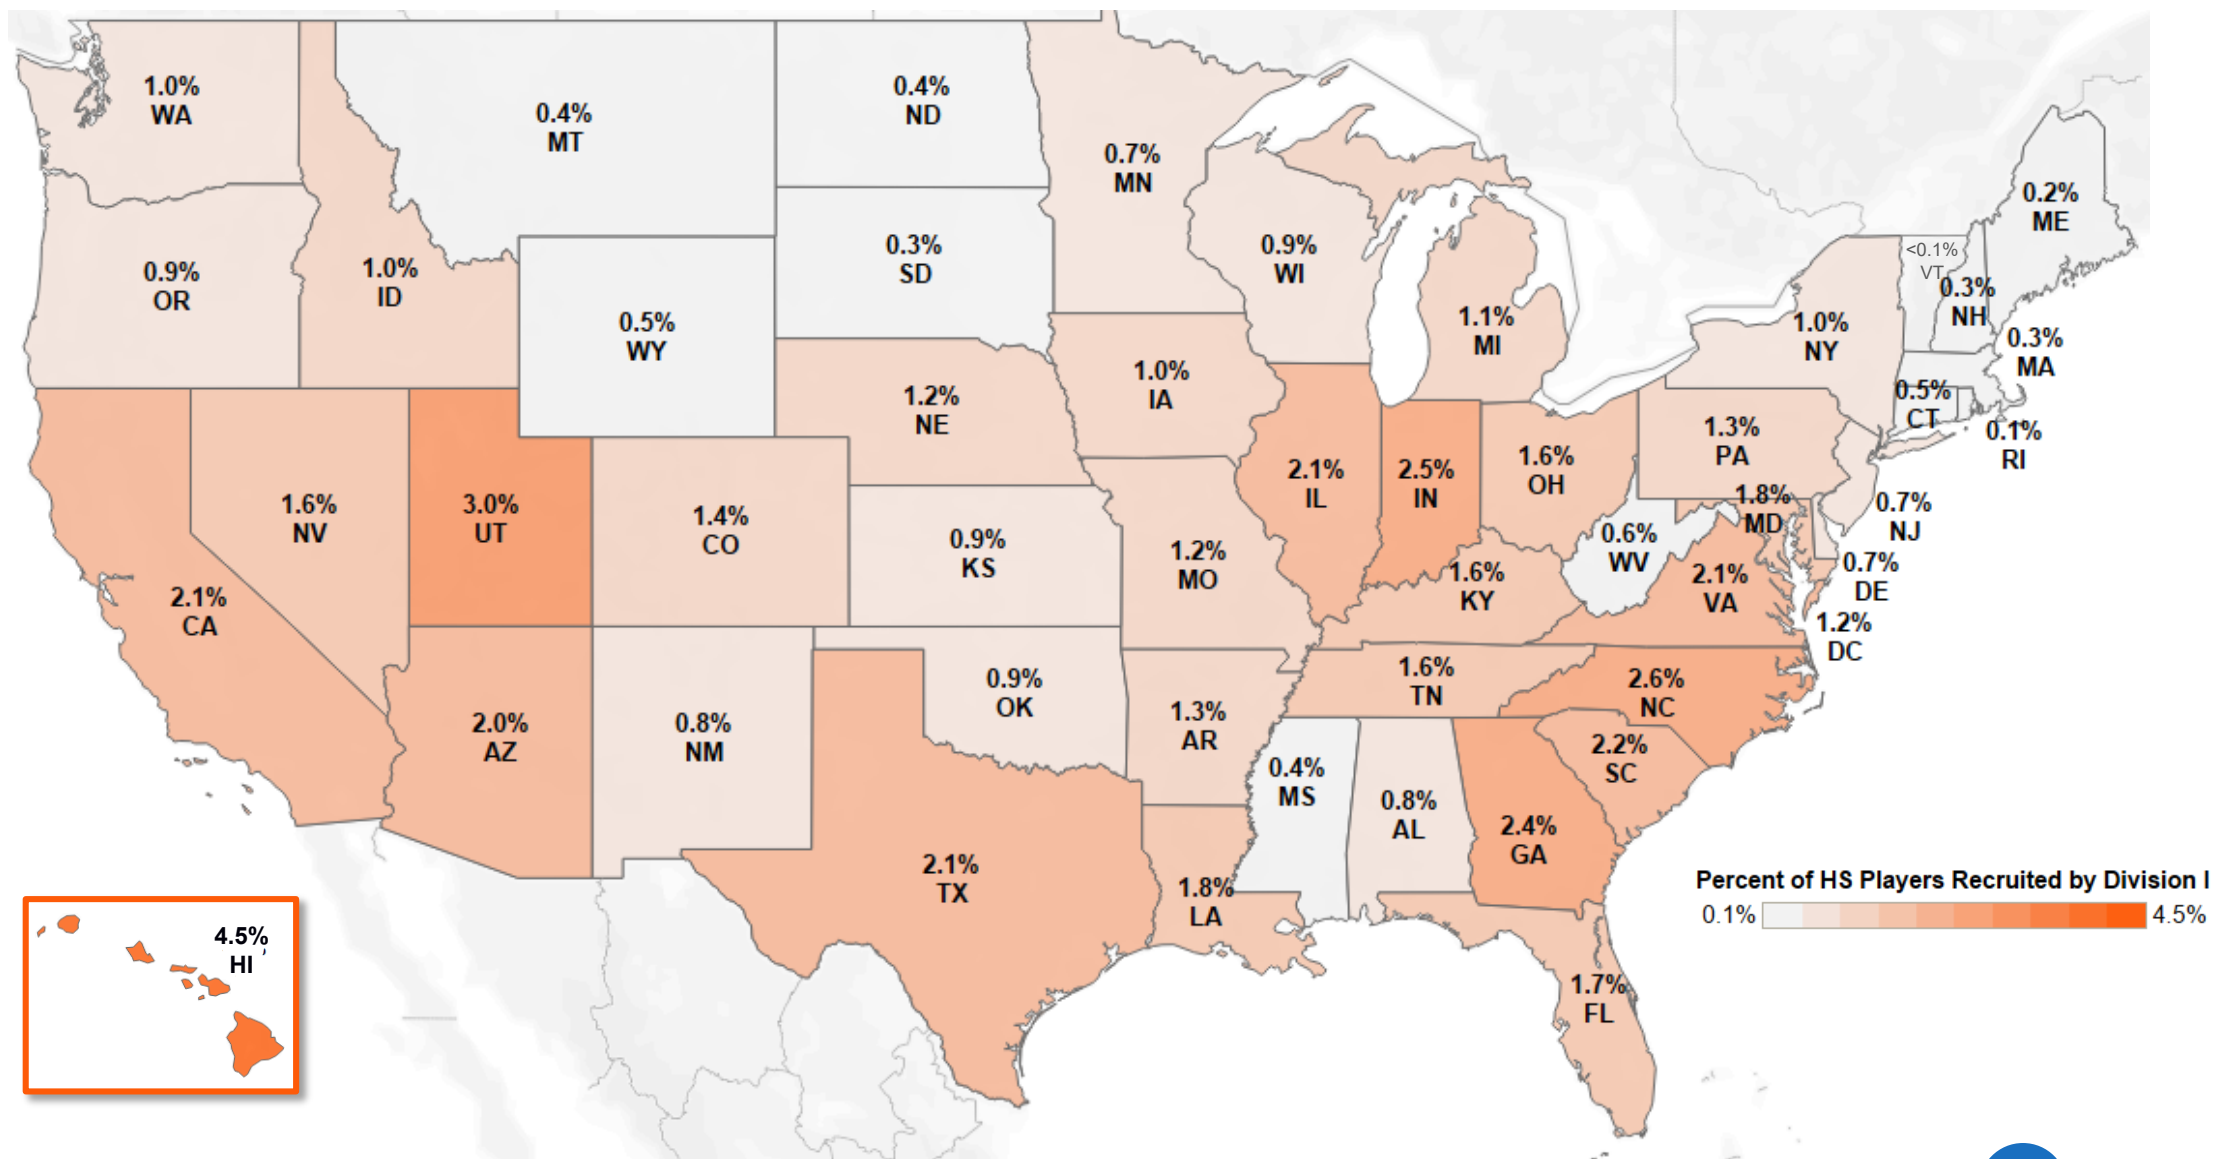 1.0%
WA
0.4%
MT
0.4%
ND
0.7%
MN
0.9%
OR
1.0%
ID
0.5%
WY
0.3%
SD
0.9%
WI
1.1%
MI
0.2%
ME
<0.1%
VT
0.3%
NH
1.0%
NY
0.3%
MA
0.5%
CT
0.1%
RI
1.2%
NE
1.0%
IA
2.1%
IL
2.5%
IN
1.6%
OH
1.3%
PA
1.8%
MD
0.7%
NJ
0.7%
DE
1.2%
DC
2.1%
CA
1.6%
NV
3.0%
UT
1.4%
CO
0.9%
KS
1.2%
MO
1.6%
KY
0.6%
WV
2.1%
VA
2.0%
AZ
0.8%
NM
0.9%
OK
1.3%
AR
1.6%
TN
2.6%
NC
2.2%
SC
2.1%
TX
1.8%
LA
0.4%
MS
0.8%
AL
2.4%
GA
1.7%
FL
4.5%
HI
Percent of HS Players Recruited by Division I
0.1% 4.5%